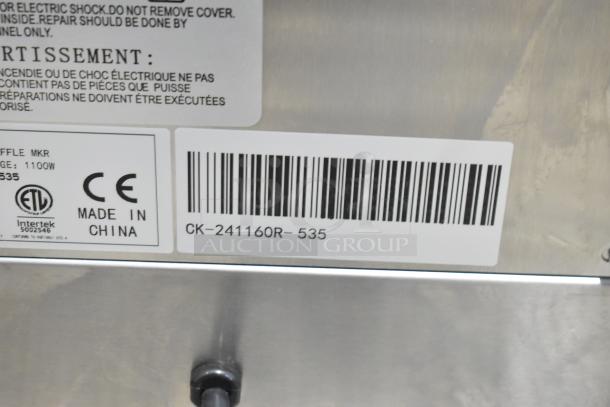 OR ELECTRIC SHOCK.DO NOT REMOVE COVER.
INSIDE.REPAIR SHOULD BE DONE BY
NEL ONLY.
RTISSEMENT:
NCENDIE OU DE CHOC ÉLECTRIQUE NE PAS
CONTIENT PAS DE PIÈCES QUE PUISSE
RÉPARATIONS NE DOIVENT ÊTRE EXÉCUTÉES
ORISÉ.
FFLE MKR
GE: 1100W
535
ETL
CE
Intertek
5002546
MADE IN
CHINA
CK-241160R-535
AUCTION GROUP